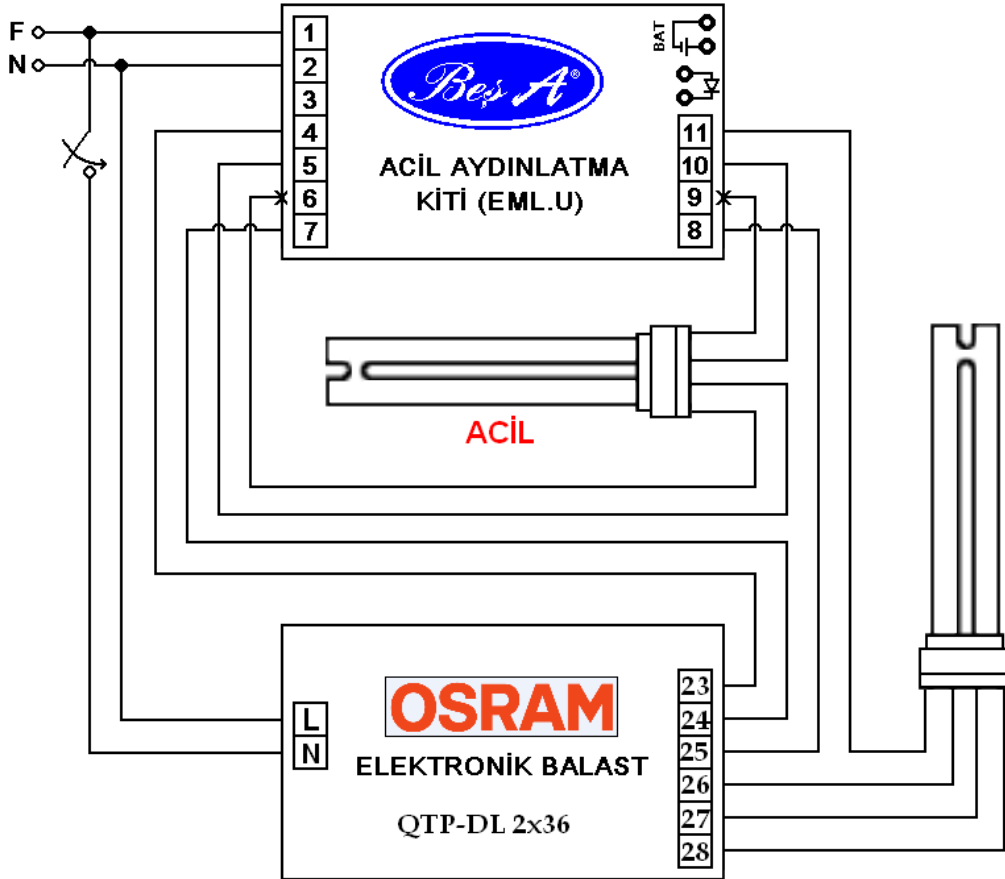 F
N
1
2
3
4
5
6
7
Beş A®
ACİL AYDINLATMA
KİTİ (EML.U)
BAT
11
10
9
8
ACİL
L
N
OSRAM
ELEKTRONİK BALAST
QTP-DL 2x36
23
24
25
26
27
28